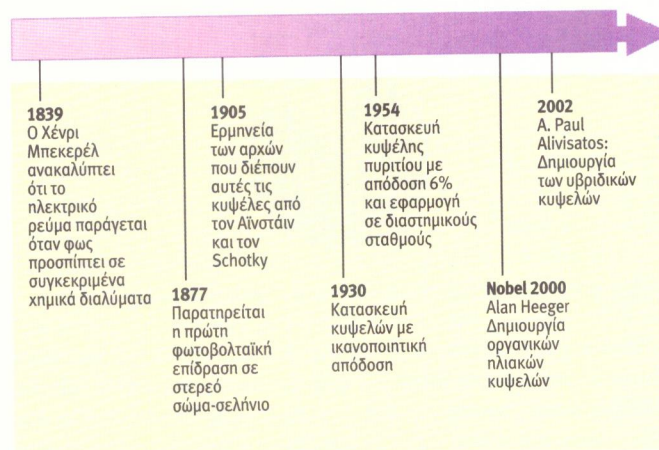 1839
Ο Χένρι
Μπεκερέλ
ανακαλύπτει
ότι το
ηλεκτρικό
ρεύμα παράγεται
όταν φως
προσπίπτει σε
συγκεκριμένα
χημικά διαλύματα
1877
Παρατηρείται
η πρώτη
φωτοβολταϊκή
επίδραση σε
στερεό
σώμα-σελήνιο
1905
Ερμηνεία
των αρχών
που διέπουν
αυτές τις
κυψέλες από
τον Αϊνστάιν
και τον
Schotky
1930
Κατασκευή
κυψελών με
ικανοποιητική
απόδοση
1954
Κατασκευή
κυψέλης
πυριτίου με
απόδοση 6%
και εφαρμογή
σε διαστημικούς
σταθμούς
Nobel 2000
Alan Heeger
Δημιουργία
οργανικών
ηλιακών
κυψελών
2002
A. Paul
Alivisatos:
Δημιουργία
των υβριδικών
κυψελών